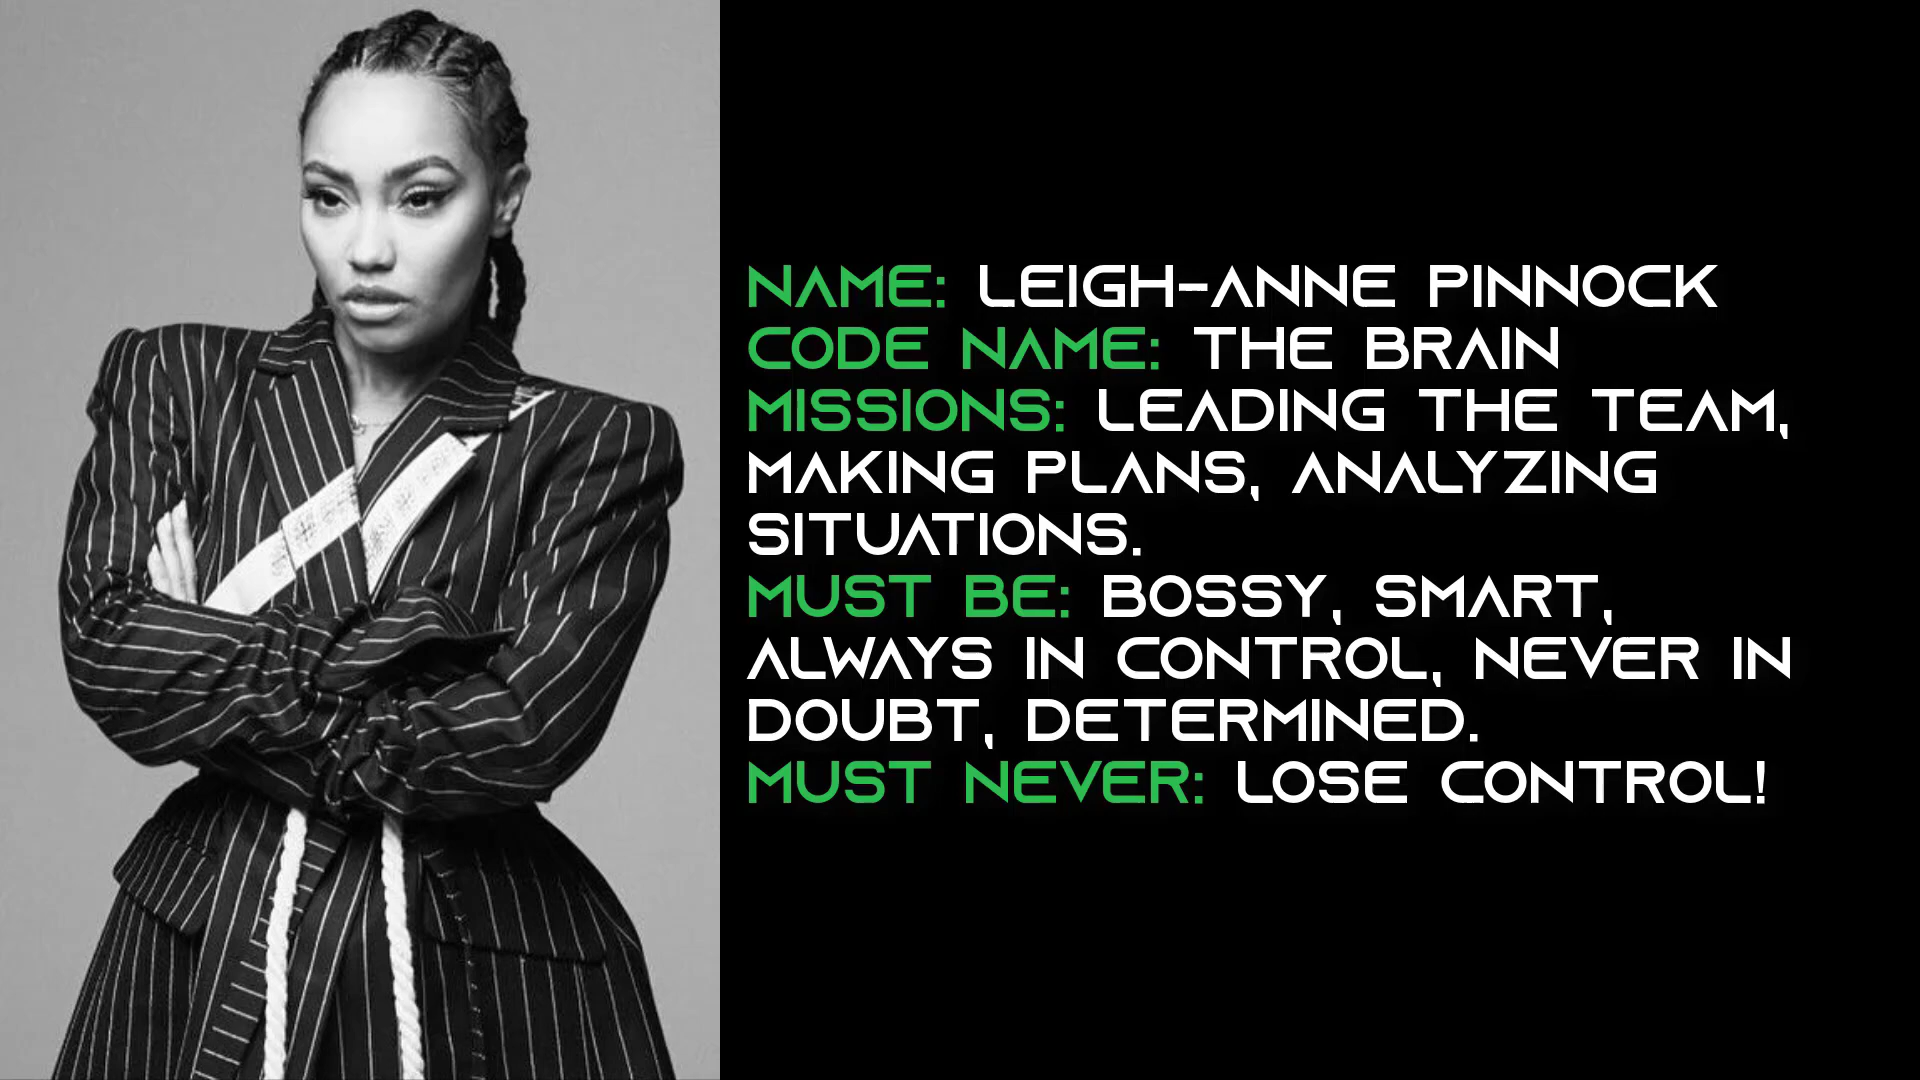 NAME: LEIGH-ANNE PINNOCK
CODE NAME: THE BRAIN
MISSIONS: LEADING THE TEAM,
MAKING PLANS, ANALYZING
SITUATIONS.
MUST BE: BOSSY, SMART,
ALWAYS IN CONTROL, NEVER IN
DOUBT, DETERMINED.
MUST NEVER: LOSE CONTROL!